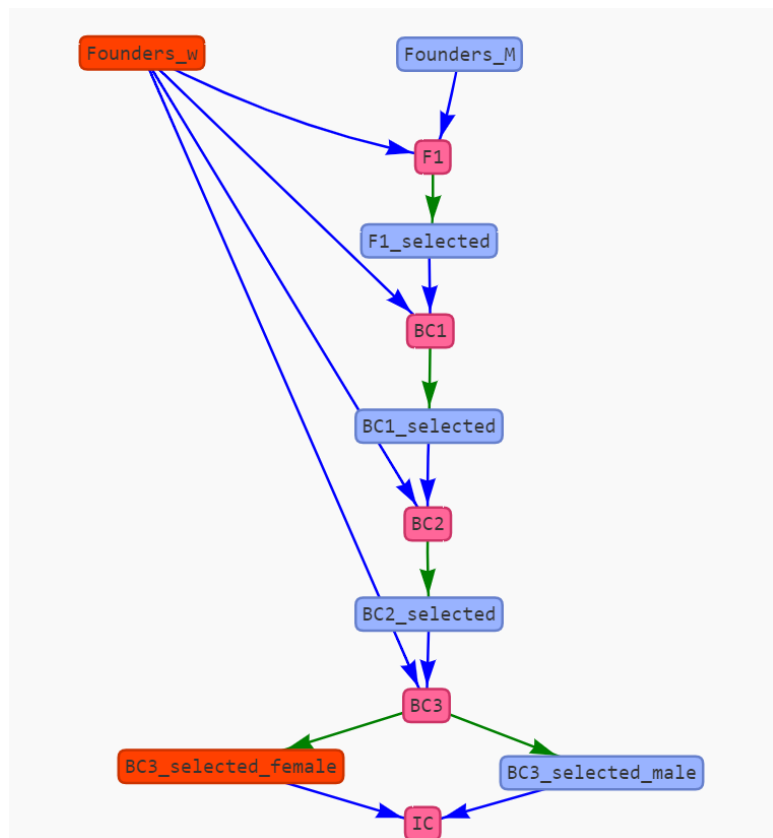 Founders_w
Founders_M
F1
F1_selected
BC1
BC1_selected
BC2
BC2_selected
BC3
BC3_selected_female
BC3_selected_male
IC